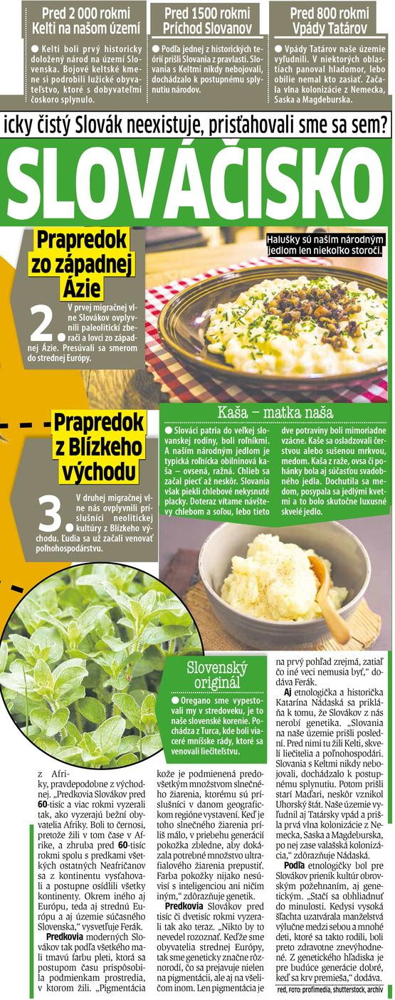 Pred 2 000 rokmi
Kelti na našom území
● Kelti boli prvý historicky
doložený národ na území Slo-
venska. Bojové keltské kme-
ne si podrobili lužické obyva-
teľstvo, ktoré s dobyvateľmi
čoskoro splynulo.
Pred 1500 rokmi
Príchod Slovanov
● Podľa jednej z historických te-
órií prišli Slovania z pravlasti. Slo-
vania s Keltmi nikdy nebojovali,
dochádzalo k postupnému sply-
nutiu národov.
Pred 800 rokmi
Vpády Tatárov
● Vpády Tatárov naše územie
vyľudnili. V niektorých oblas-
tiach panoval hladomor, lebo
obilie nemal kto zasiať. Zača-
la vlna kolonizácie z Nemecka,
Saska a Magdeburska.
icky čistý Slovák neexistuje, prisťahovali sme sa sem?
SLOVÁČISKO
Prapredok
zo západnej
Ázie
2. V prvej migračnej vl-
ne Slovákov ovplyv-
nili paleolitickí zbe-
rači a lovci zo západ-
nej Ázie. Presúvali sa smerom
do strednej Európy.
Halušky sú naším národným
jedlom len niekoľko storočí.
Prapredok
z Blízkeho
východu
3. V druhej migračnej vl-
ne nás ovplyvnili prí-
slušníci neolitickej
kultúry z Blízkeho vý-
chodu. Ľudia sa už začali venovať
poľnohospodárstvu.
Kaša – matka naša
● Slováci patria do veľkej slo-
vanskej rodiny, boli roľníkmi.
A naším národným jedlom je
typická roľnícka obilninová ka-
ša – ovsená, ražná. Chlieb sa
začal piecť až neskôr. Slovania
však piekli chlebové nekysnuté
placky. Doteraz vítame návšte-
vy chlebom a soľou, lebo tieto
dve potraviny boli mimoriadne
vzácne. Kaše sa osladzovali čer-
stvou alebo sušenou mrkvou,
medom. Kaša z raže, ovsa či po-
hánky bola aj súčasťou svadob-
ného jedla. Dochutila sa me-
dom, posypala sa jedlými kvet-
mi a to bolo skutočne luxusné
skvelé jedlo.
Slovenský
originál
● Oregano sme vypesto-
vali my v stredoveku, je to
naše slovenské korenie. Po-
chádza z Turca, kde boli via-
ceré mníšske rády, ktoré sa
venovali liečiteľstvu.
z Afri-
ky, pravdepodobne z východ-
nej. „Predkovia Slovákov pred
60-tisíc a viac rokmi vyzerali
tak, ako vyzerajú bežní oby-
vatelia Afriky. Boli to černosi,
pretože žili v tom čase v Af-
rike, a zhruba pred 60-tisíc
rokmi spolu s predkami všet-
kých ostatných Neafričanov
sa z kontinentu vysťahova-
li a postupne osídlili všetky
kontinenty. Okrem iného aj
Európu, teda aj strednú Eu-
rópu a aj územie súčasného
Slovenska,“ vysvetľuje Ferák.
Predkovia moderných Slo-
vákov tak podľa všetkého ma-
li tmavú farbu pleti, ktorá sa
postupom času prispôsobi-
la podmienkam prostredia,
v ktorom žili. „Pigmentácia
kože je podmienená predo-
všetkým množstvom slnečné-
ho žiarenia, ktorému sú prí-
slušníci v danom geografic-
kom regióne vystavení. Keď je
toho slnečného žiarenia prí-
liš málo, v priebehu generácií
pokožka zbledne, aby doká-
zala potrebné množstvo ultra-
fialového žiarenia prepustiť.
Farba pokožky nijako nesú-
visí s inteligenciou ani ničím
iným,“ zdôrazňuje genetik.
Predkovia Slovákov pred
tisíc či dvetisíc rokmi vyzera-
li tak ako teraz. „Nikto by to
nevedel rozoznať. Keďže sme
obyvatelia strednej Európy,
tak sme geneticky značne rôz-
norodí, čo sa prejavuje nielen
na pigmentácii, ale aj na všeli-
čom inom. Len pigmentácia je
na prvý pohľad zrejmá, zatiaľ
čo iné veci nemusia byť,“ do-
dáva Ferák.
Aj etnologička a historička
Katarína Nádaská sa prikla-
ňa k tomu, že Slovákov z nás
nerobí genetika. „Slovania
na naše územie prišli posled-
ní. Pred nimi tu žili Kelti, skve-
lí liečitelia a poľnohospodári.
Slovania s Keltmi nikdy nebo-
jovali, dochádzalo k postup-
nému splynutiu. Potom prišli
starí Maďari, neskôr vznikol
Uhorský štát. Naše územie vy-
ľudnil aj Tatársky vpád a priš-
la prvá vlna kolonizácie z Ne-
mecka, Saska a Magdeburska,
po nej zase valašská kolonizá-
cia,“ zdôrazňuje Nádaská.
Podľa etnologičky bol pre
Slovákov prienik kultúr obrov-
ským požehnaním, aj gene-
tickým. „Stačí sa obhliadnuť
do minulosti. Kedysi vysoká
šľachta uzatvárala manželstvá
výlučne medzi sebou a mnohé
deti, ktoré sa takto rodili, boli
preto zdravotne znevýhodne-
né. Z genetického hľadiska je
pre budúce generácie dobré,
keď sa krv premieša,“ dodáva.
red, FOTO: profimedia, shutterstock, archív